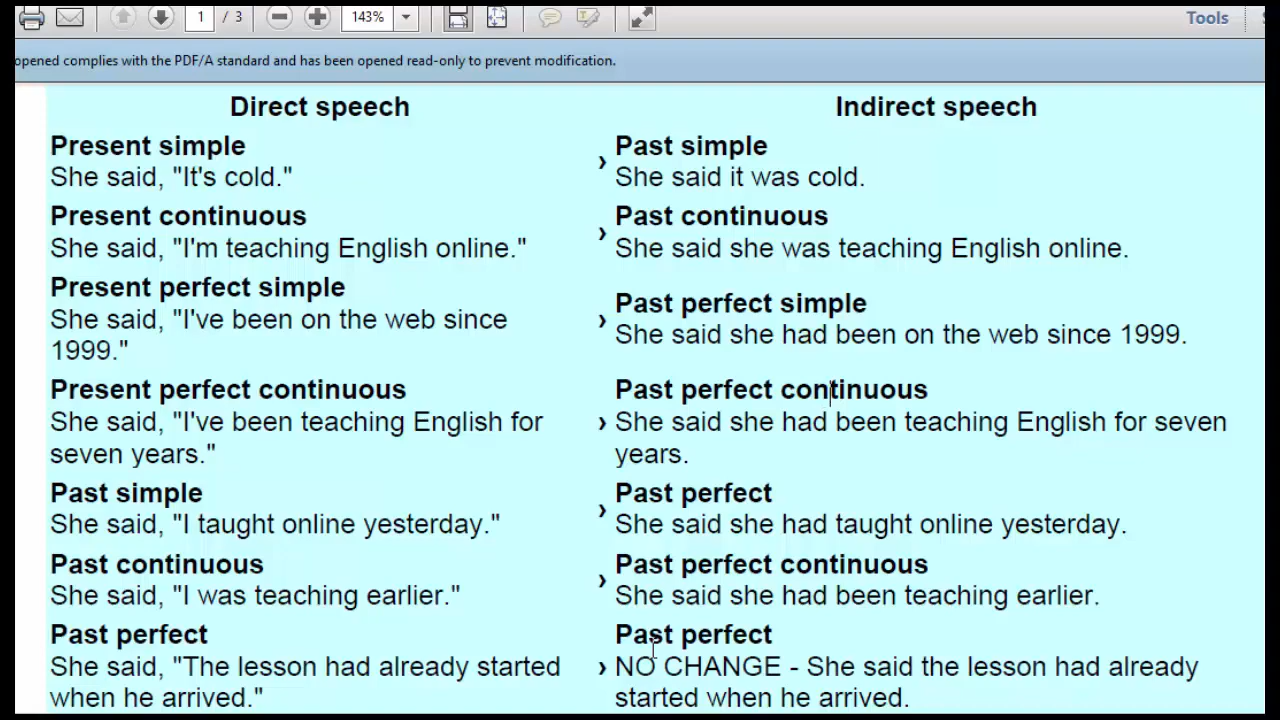 1 / 3
143%
Tools
opened complies with the PDF/A standard and has been opened read-only to prevent modification.
Direct speech
Indirect speech
Present simple
She said, "It's cold."
› Past simple
She said it was cold.
Present continuous
She said, "I'm teaching English online."
› Past continuous
She said she was teaching English online.
Present perfect simple
She said, "I've been on the web since
1999."
› Past perfect simple
She said she had been on the web since 1999.
Present perfect continuous
She said, "I've been teaching English for
seven years."
Past perfect continuous
› She said she had been teaching English for seven
years.
Past simple
She said, "I taught online yesterday."
› Past perfect
She said she had taught online yesterday.
Past continuous
She said, "I was teaching earlier."
› Past perfect continuous
She said she had been teaching earlier.
Past perfect
She said, "The lesson had already started
when he arrived."
Past perfect
› NO CHANGE - She said the lesson had already
started when he arrived.